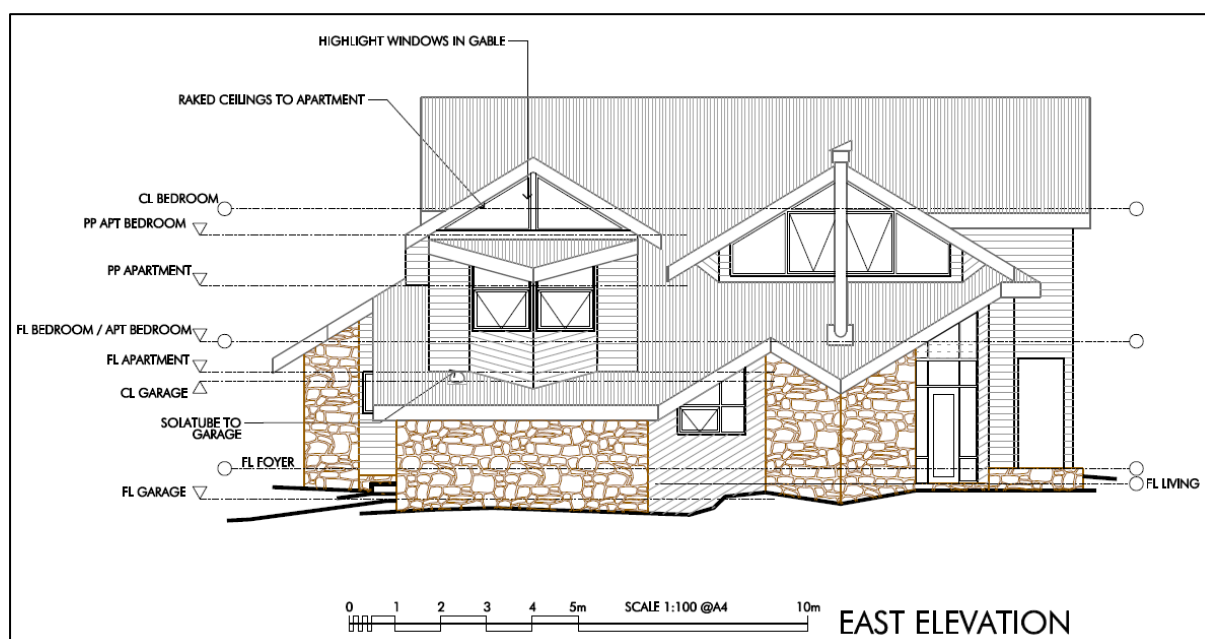 HIGHLIGHT WINDOWS IN GABLE
RAKED CEILINGS TO APARTMENT
CL BEDROOM
PP APT BEDROOM
PP APARTMENT
FL BEDROOM / APT BEDROOM
FL APARTMENT
CL GARAGE
SOLATUBE TO
GARAGE
FL FOYER
FL GARAGE
FL LIVING
0 1 2 3 4 5m SCALE 1:100 @A4 10m
EAST ELEVATION